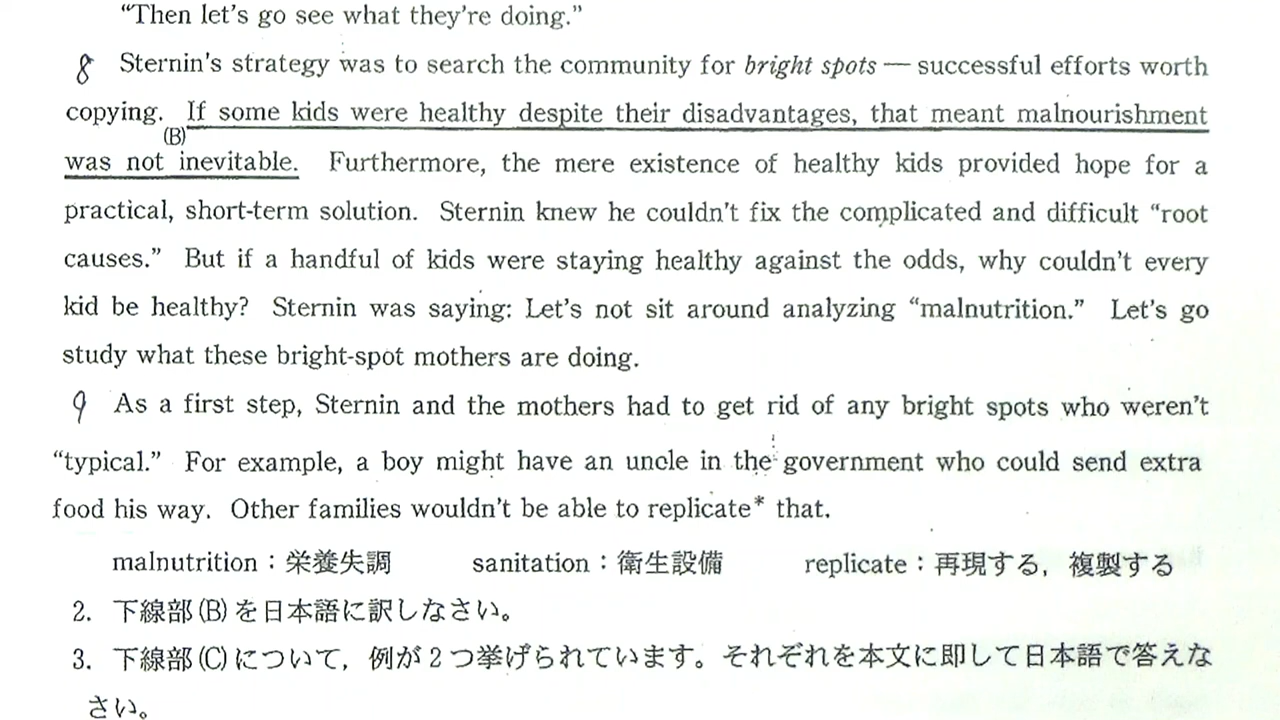 “Then let’s go see what they’re doing.”
8 Sternin’s strategy was to search the community for bright spots — successful efforts worth
copying. If some kids were healthy despite their disadvantages, that meant malnourishment
(B)
was not inevitable. Furthermore, the mere existence of healthy kids provided hope for a
practical, short-term solution. Sternin knew he couldn’t fix the complicated and difficult “root
causes.” But if a handful of kids were staying healthy against the odds, why couldn’t every
kid be healthy? Sternin was saying: Let’s not sit around analyzing “malnutrition.” Let’s go
study what these bright-spot mothers are doing.
9 As a first step, Sternin and the mothers had to get rid of any bright spots who weren’t
“typical.” For example, a boy might have an uncle in the government who could send extra
food his way. Other families wouldn’t be able to replicate* that.
malnutrition：栄養失調 sanitation：衛生設備 replicate：再現する，複製する
2. 下線部(B)を日本語に訳しなさい。
3. 下線部(C)について，例が2つ挙げられています。それぞれを本文に即して日本語で答えな
さい。